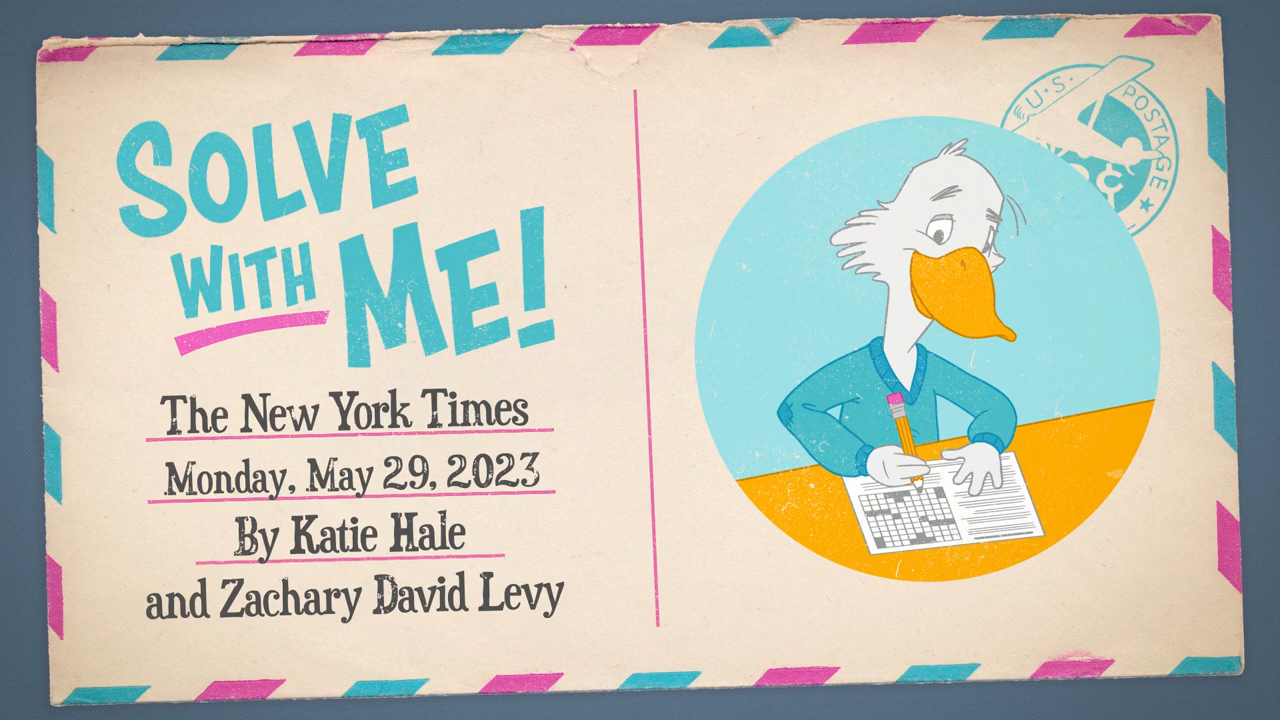 SOLVE
WITH ME!
The New York Times
Monday, May 29, 2023
By Katie Hale
and Zachary David Levy
U.S. POSTAGE